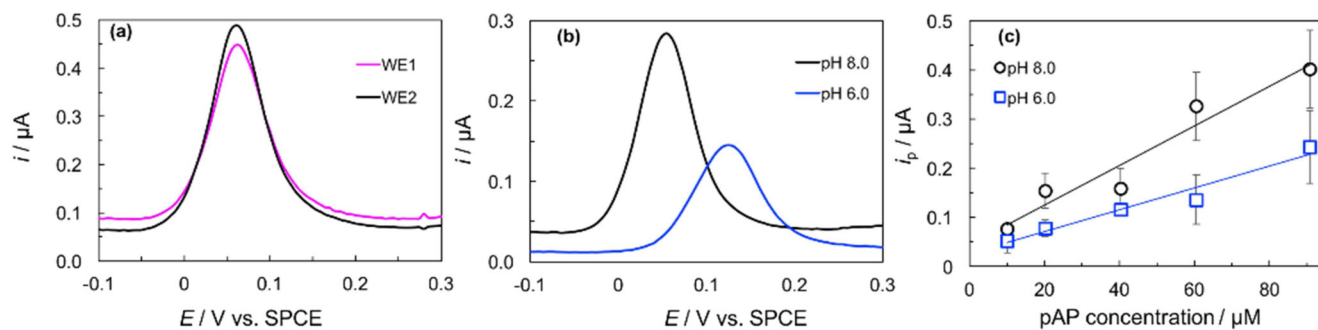 (a)
WE1
WE2
0.5
0.4
0.3
0.2
0.1
0.0
i / µA
-0.1
0
0.1
0.2
0.3
E / V vs. SPCE
(b)
pH 8.0
pH 6.0
0.3
0.2
0.1
0.0
i / µA
-0.1
0
0.1
0.2
0.3
E / V vs. SPCE
(c)
pH 8.0
pH 6.0
0.5
0.4
0.3
0.2
0.1
0
ip / µA
0
20
40
60
80
pAP concentration / µM